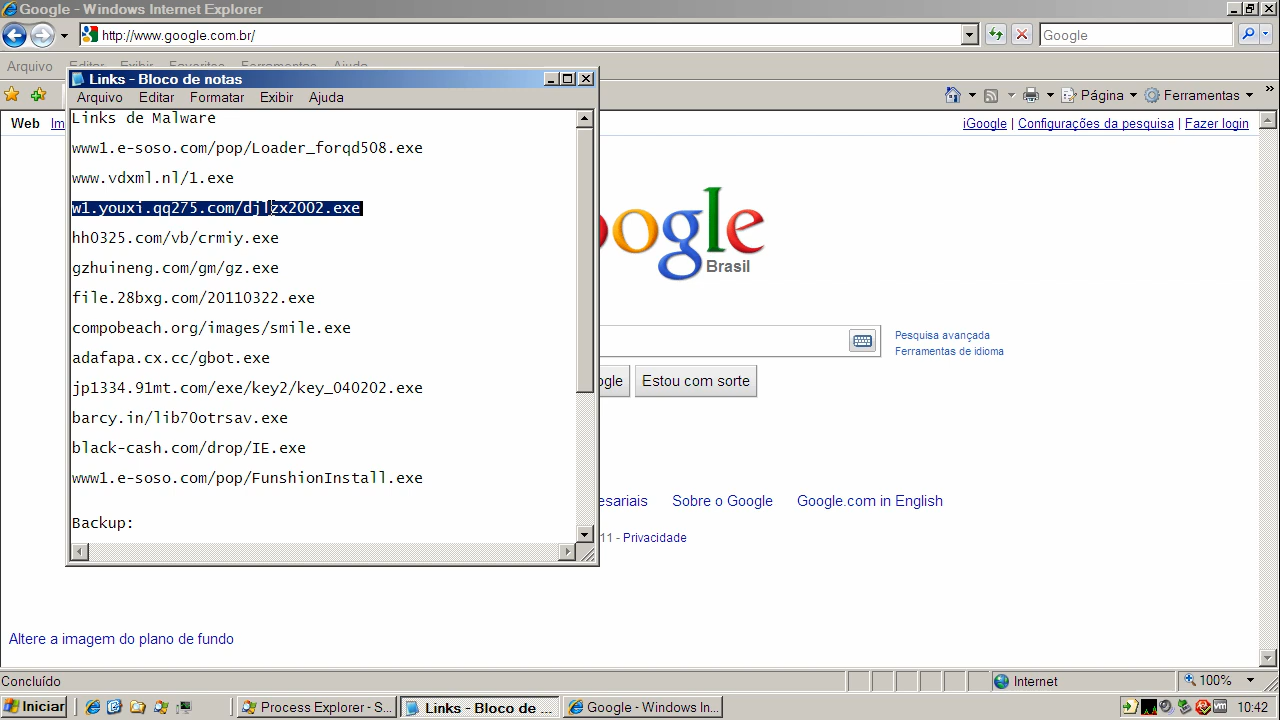 Google - Windows Internet Explorer
http://www.google.com.br/
Google
Arquivo Editar Exibir Favoritos Ferramentas Ajuda
Links - Bloco de notas
Arquivo Editar Formatar Exibir Ajuda
Página Ferramentas
Web
iGoogle | Configurações da pesquisa | Fazer login
Links de Malware
www1.e-soso.com/pop/Loader_forqd508.exe
www.vdxml.nl/1.exe
w1.youxi.qq275.com/djlzx2002.exe
hh0325.com/vb/crmiy.exe
gzhuineng.com/gm/gz.exe
file.28bxg.com/20110322.exe
compobeach.org/images/smile.exe
adafapa.cx.cc/gbot.exe
jp1334.91mt.com/exe/key2/key_040202.exe
barcy.in/lib70otrsav.exe
black-cash.com/drop/IE.exe
www1.e-soso.com/pop/FunshionInstall.exe
Backup:
Brasil
Pesquisa avançada
Ferramentas de idioma
Estou com sorte
Sobre o Google Google.com in English
11 - Privacidade
Altere a imagem do plano de fundo
Concluído Internet 100%
Iniciar Process Explorer - S... Links - Bloco de ... Google - Windows In... 10:42